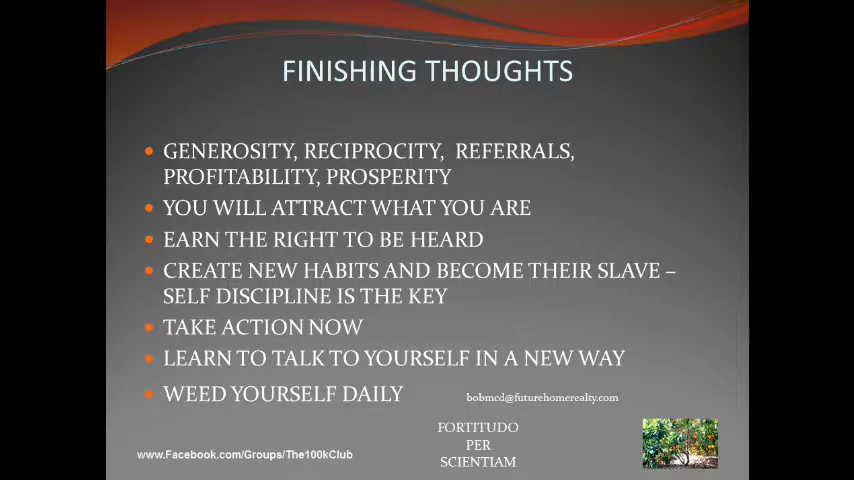 FINISHING THOUGHTS
GENEROSITY, RECIPROCITY, REFERRALS,
PROFITABILITY, PROSPERITY
YOU WILL ATTRACT WHAT YOU ARE
EARN THE RIGHT TO BE HEARD
CREATE NEW HABITS AND BECOME THEIR SLAVE –
SELF DISCIPLINE IS THE KEY
TAKE ACTION NOW
LEARN TO TALK TO YOURSELF IN A NEW WAY
WEED YOURSELF DAILY
bobmcd@futurehomerealty.com
FORTITUDO
PER
SCIENTIAM
www.Facebook.com/Groups/The100kClub